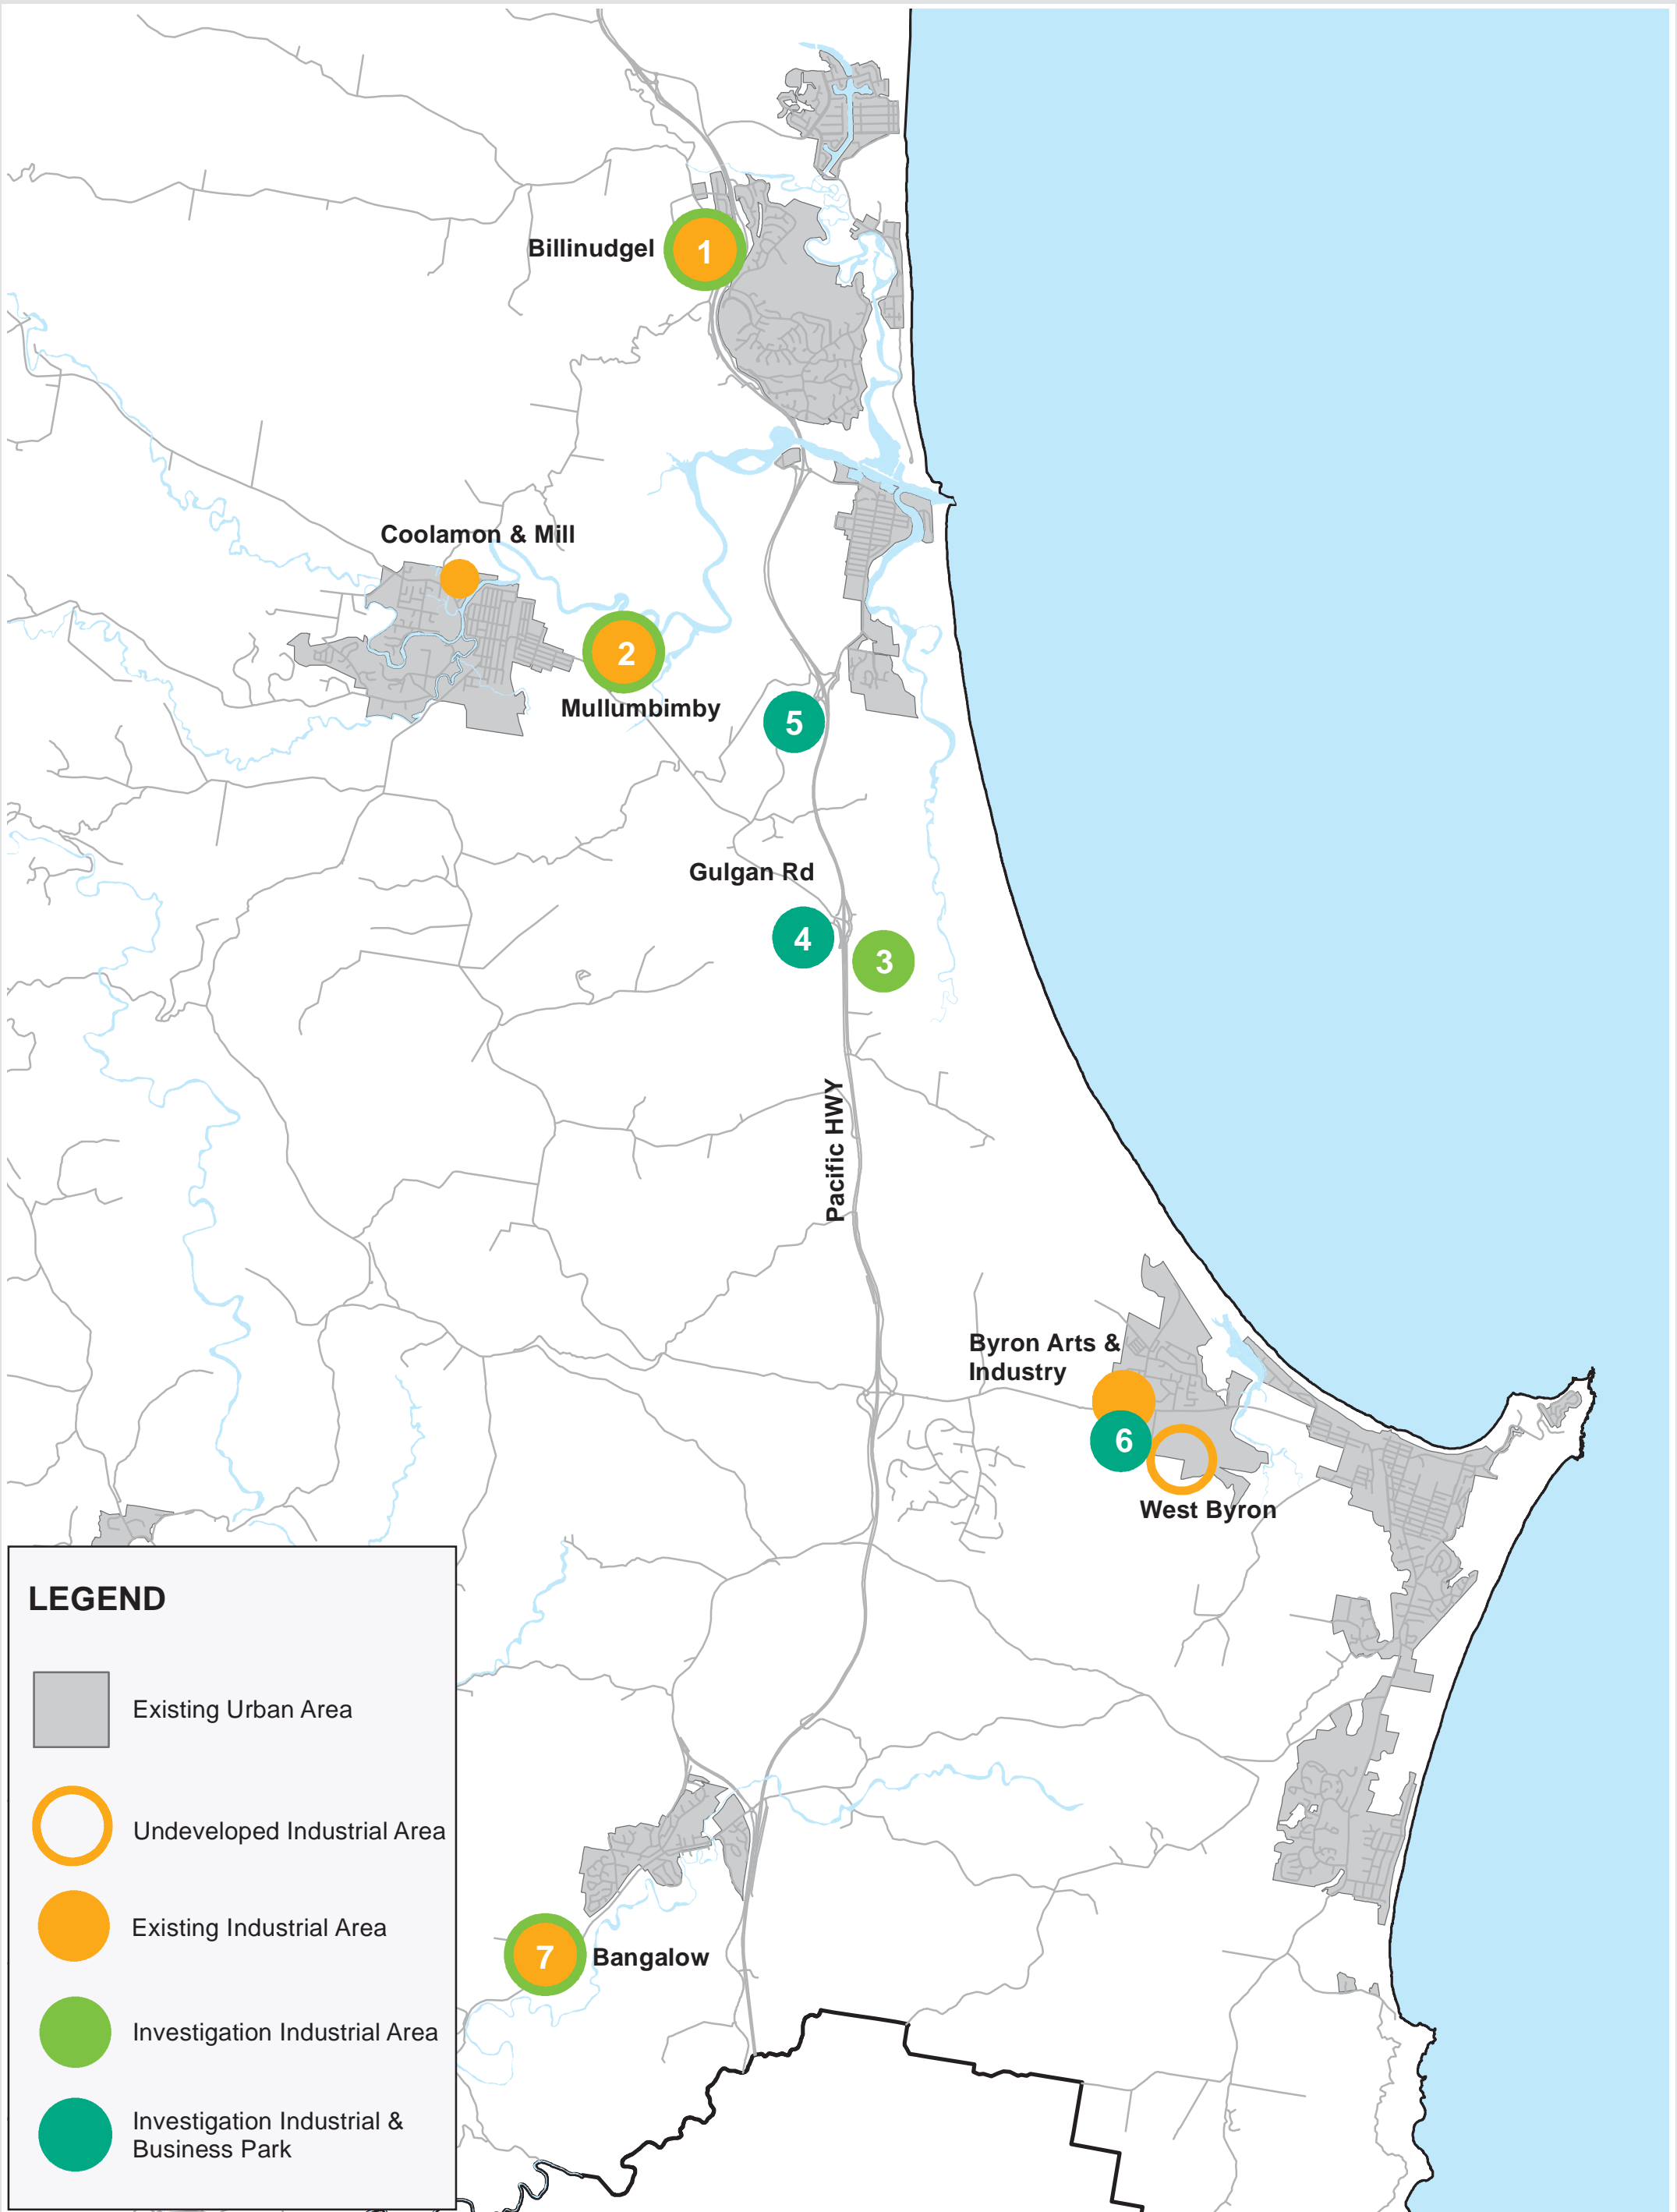 Billinudgel
1
Coolamon & Mill
2
Mullumbimby
5
Gulgan Rd
4
3
Pacific HWY
Byron Arts &
Industry
6
West Byron
7
Bangalow
LEGEND
Existing Urban Area
Undeveloped Industrial Area
Existing Industrial Area
Investigation Industrial Area
Investigation Industrial &
Business Park